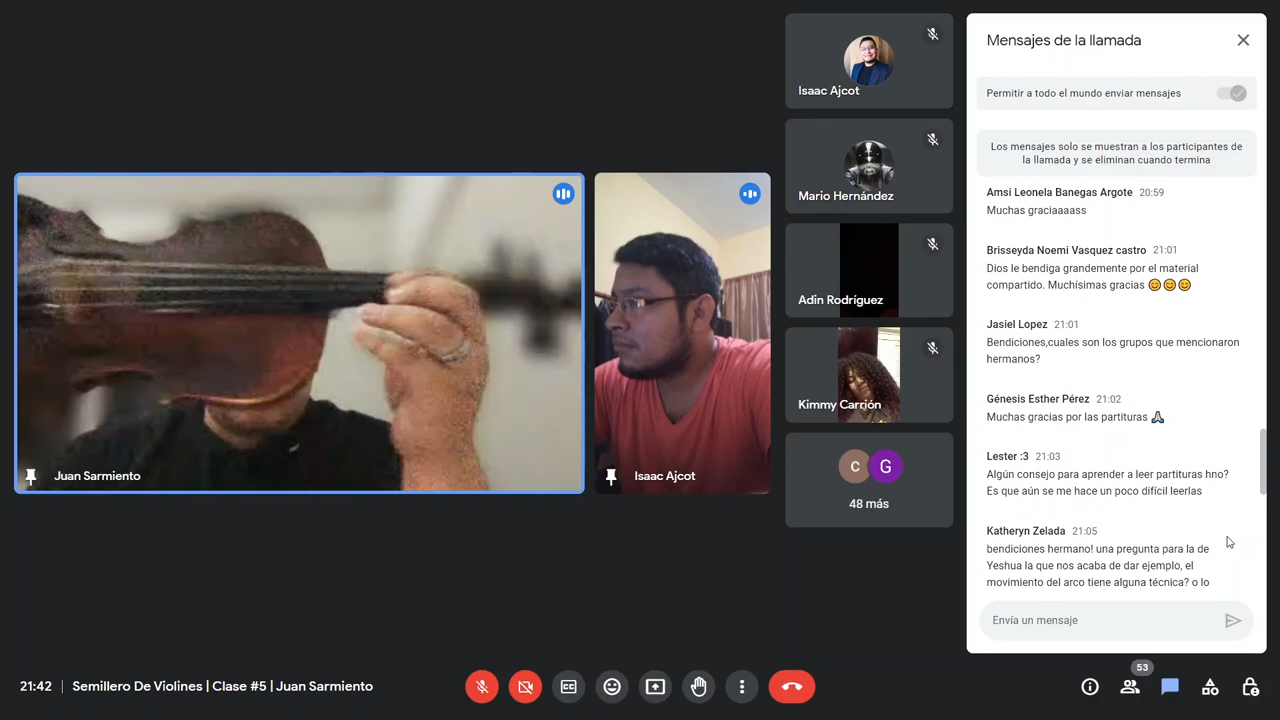 Juan Sarmiento
Isaac Ajcot
Isaac Ajcot
Mario Hernández
Adin Rodríguez
Kimmy Carrión
C G
48 más
Mensajes de la llamada
Permitir a todo el mundo enviar mensajes
Los mensajes solo se muestran a los participantes de
la llamada y se eliminan cuando termina
Amsi Leonela Banegas Argote 20:59
Muchas graciaaaass
Brisseyda Noemi Vasquez castro 21:01
Dios le bendiga grandemente por el material
compartido. Muchísimas gracias 😊😊😊
Jasiel Lopez 21:01
Bendiciones,cuales son los grupos que mencionaron
hermanos?
Génesis Esther Pérez 21:02
Muchas gracias por las partituras 🙏🏻
Lester :3 21:03
Algún consejo para aprender a leer partituras hno?
Es que aún se me hace un poco difícil leerlas
Katheryn Zelada 21:05
bendiciones hermano! una pregunta para la de
Yeshua la que nos acaba de dar ejemplo, el
movimiento del arco tiene alguna técnica? o lo
Envía un mensaje
21:42 | Semillero De Violines | Clase #5 | Juan Sarmiento
53